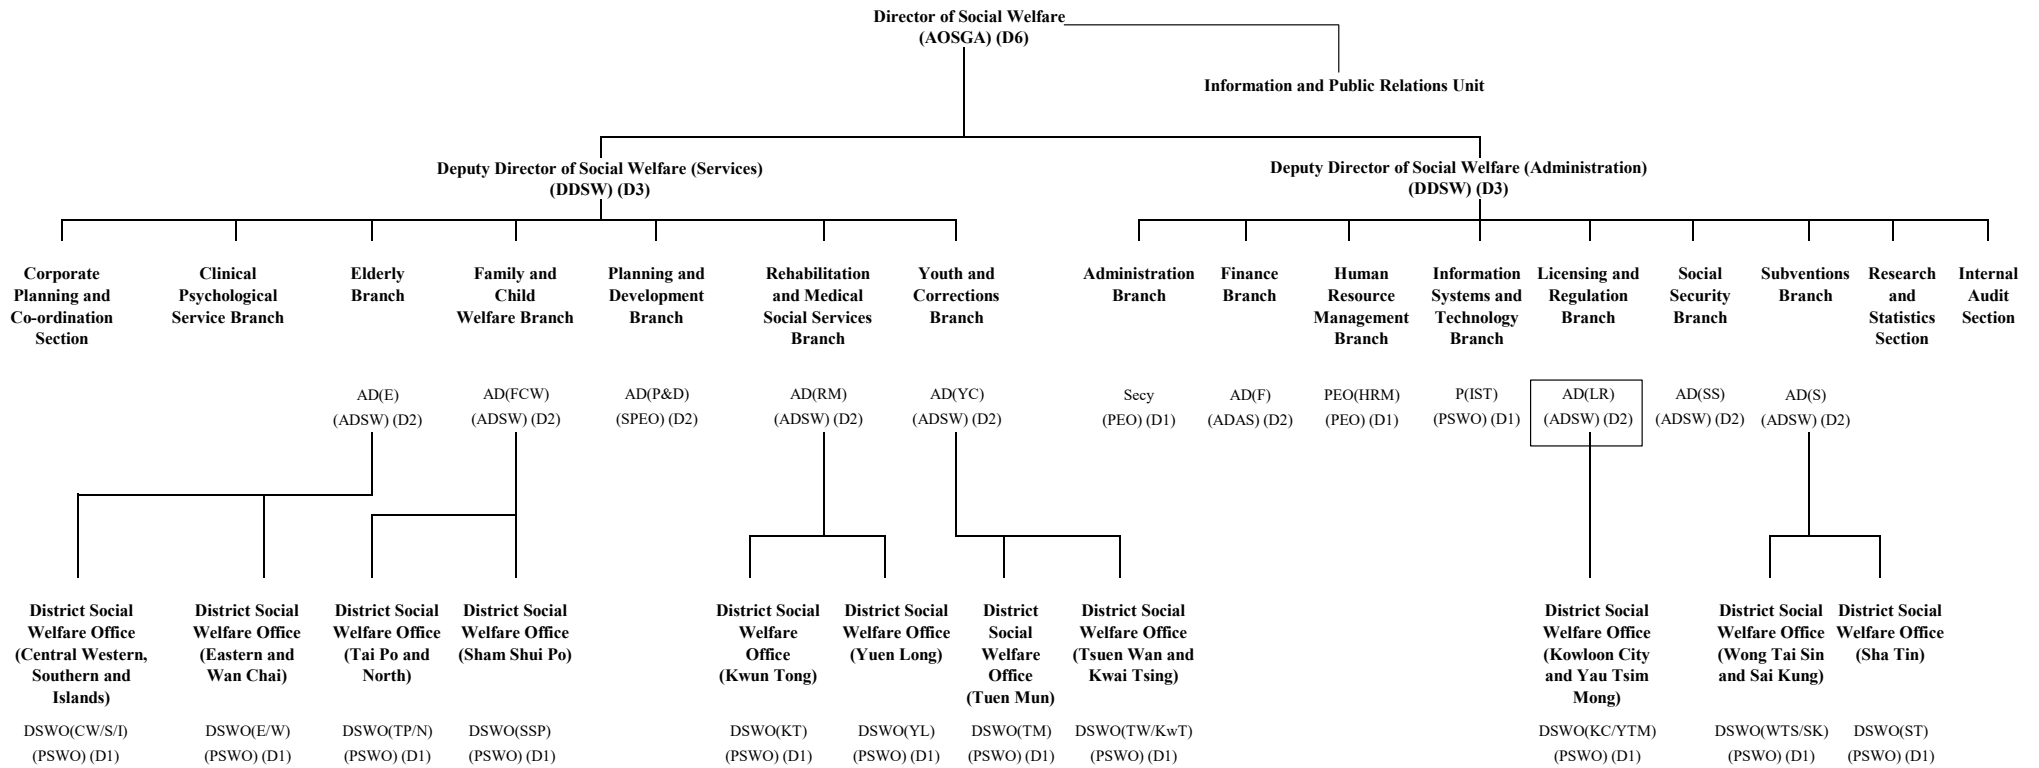 Director of Social Welfare
(AOSGA) (D6)
Information and Public Relations Unit
Deputy Director of Social Welfare (Services)
(DDSW) (D3)
Deputy Director of Social Welfare (Administration)
(DDSW) (D3)
Corporate
Planning and
Co-ordination
Section
Clinical
Psychological
Service Branch
Elderly
Branch
Family and
Child
Welfare Branch
Planning and
Development
Branch
Rehabilitation
and Medical
Social Services
Branch
Youth and
Corrections
Branch
Administration
Branch
Finance
Branch
Human
Resource
Management
Branch
Information
Systems and
Technology
Branch
Licensing and
Regulation
Branch
Social
Security
Branch
Subventions
Branch
Research
and
Statistics
Section
Internal
Audit
Section
AD(E)
(ADSW) (D2)
AD(FCW)
(ADSW) (D2)
AD(P&D)
(SPEO) (D2)
AD(RM)
(ADSW) (D2)
AD(YC)
(ADSW) (D2)
Secy
(PEO) (D1)
AD(F)
(ADAS) (D2)
PEO(HRM)
(PEO) (D1)
P(IST)
(PSWO) (D1)
AD(LR)
(ADSW) (D2)
AD(SS)
(ADSW) (D2)
AD(S)
(ADSW) (D2)
District Social
Welfare Office
(Central Western,
Southern and
Islands)
District Social
Welfare Office
(Eastern and
Wan Chai)
District Social
Welfare Office
(Tai Po and
North)
District Social
Welfare Office
(Sham Shui Po)
District Social
Welfare
Office
(Kwun Tong)
District Social
Welfare Office
(Yuen Long)
District
Social
Welfare
Office
(Tuen Mun)
District Social
Welfare Office
(Tsuen Wan and
Kwai Tsing)
District Social
Welfare Office
(Kowloon City
and Yau Tsim
Mong)
District Social
Welfare Office
(Wong Tai Sin
and Sai Kung)
District Social
Welfare Office
(Sha Tin)
DSWO(CW/S/I)
(PSWO) (D1)
DSWO(E/W)
(PSWO) (D1)
DSWO(TP/N)
(PSWO) (D1)
DSWO(SSP)
(PSWO) (D1)
DSWO(KT)
(PSWO) (D1)
DSWO(YL)
(PSWO) (D1)
DSWO(TM)
(PSWO) (D1)
DSWO(TW/KwT)
(PSWO) (D1)
DSWO(KC/YTM)
(PSWO) (D1)
DSWO(WTS/SK)
(PSWO) (D1)
DSWO(ST)
(PSWO) (D1)